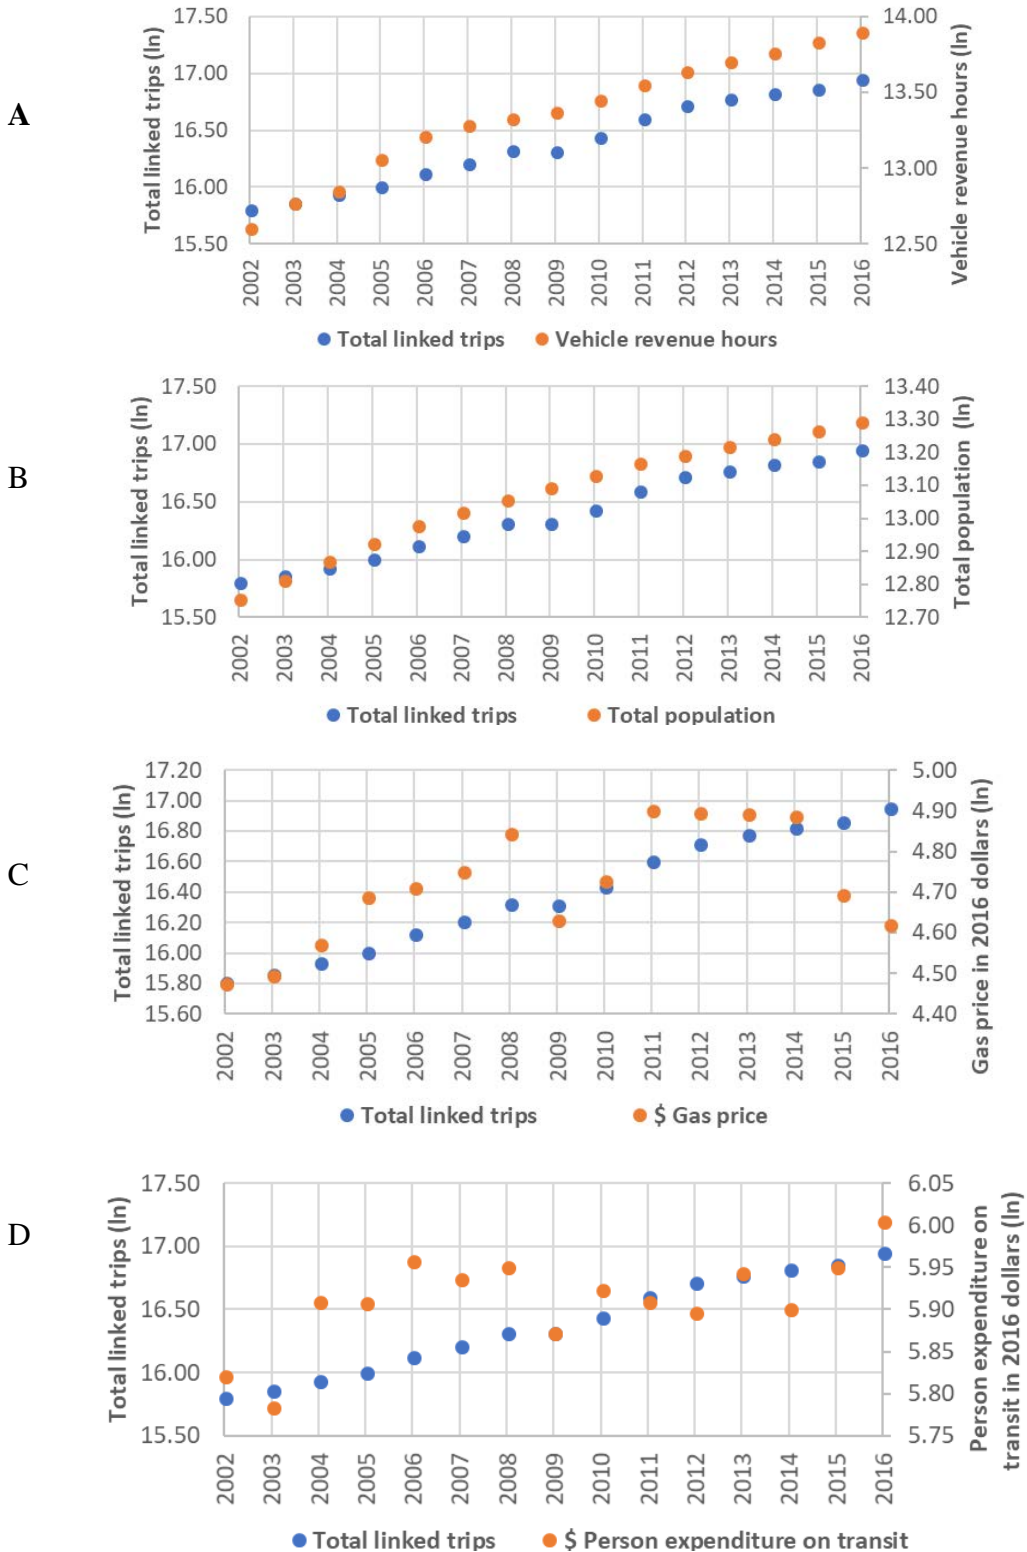 A
Total linked trips (ln)
17.50
17.00
16.50
16.00
15.50
14.00
13.50
13.00
12.50
Vehicle revenue hours (ln)
2002 2003 2004 2005 2006 2007 2008 2009 2010 2011 2012 2013 2014 2015 2016
Total linked trips Vehicle revenue hours
B
Total linked trips (ln)
17.50
17.00
16.50
16.00
15.50
13.40
13.30
13.20
13.10
13.00
12.90
12.80
12.70
Total population (ln)
2002 2003 2004 2005 2006 2007 2008 2009 2010 2011 2012 2013 2014 2015 2016
Total linked trips Total population
C
Total linked trips (ln)
17.20
17.00
16.80
16.60
16.40
16.20
16.00
15.80
15.60
5.00
4.90
4.80
4.70
4.60
4.50
4.40
Gas price in 2016 dollars (ln)
2002 2003 2004 2005 2006 2007 2008 2009 2010 2011 2012 2013 2014 2015 2016
Total linked trips $ Gas price
D
Total linked trips (ln)
17.50
17.00
16.50
16.00
15.50
6.05
6.00
5.95
5.90
5.85
5.80
5.75
Person expenditure on
transit in 2016 dollars (ln)
2002 2003 2004 2005 2006 2007 2008 2009 2010 2011 2012 2013 2014 2015 2016
Total linked trips $ Person expenditure on transit